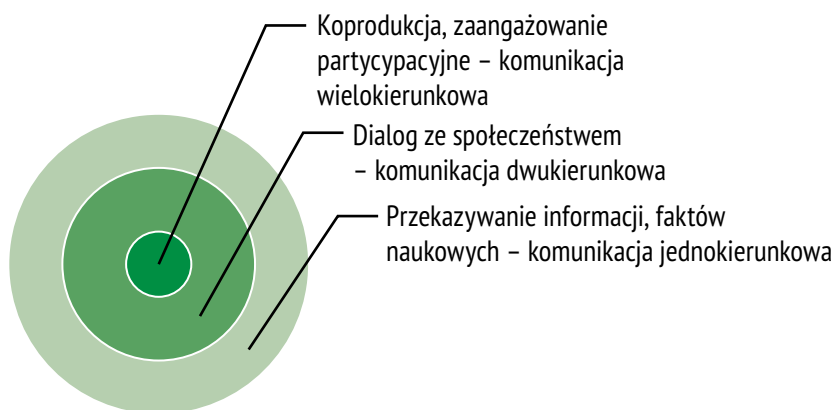 Koprodukcja, zaangażowanie
partycypacyjne – komunikacja
wielokierunkowa
Dialog ze społeczeństwem
– komunikacja dwukierunkowa
Przekazywanie informacji, faktów
naukowych – komunikacja jednokierunkowa